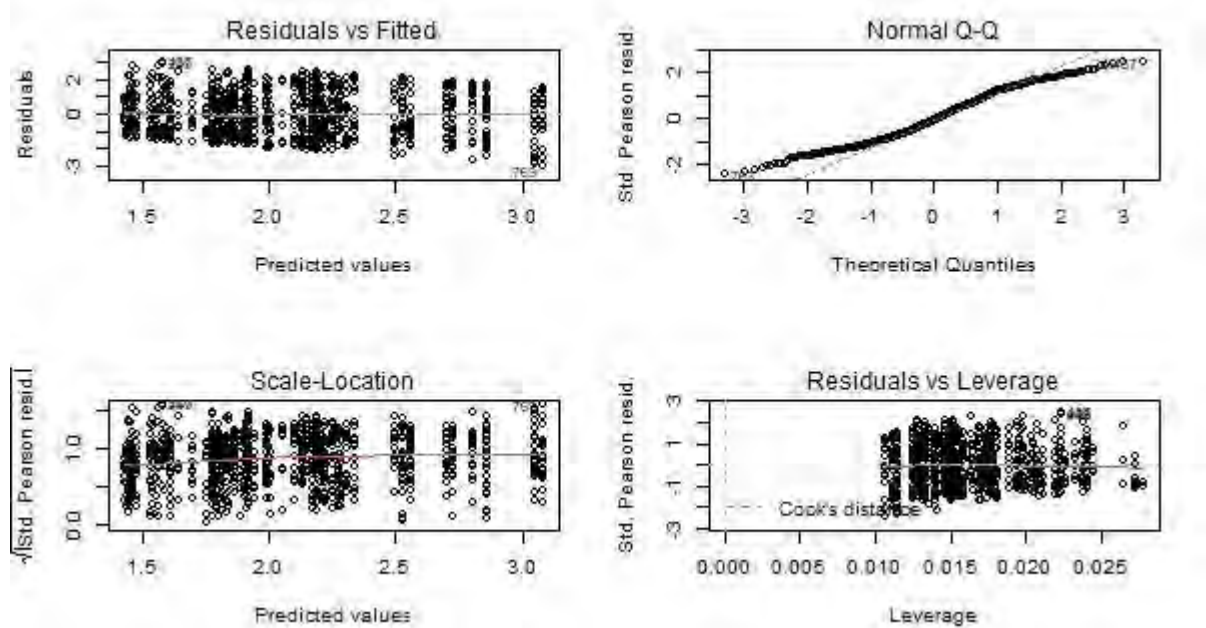 Residuals vs Fitted
Residuals
2
0
-3
1.5
2.0
2.5
3.0
Predicted values
Normal Q-Q
Std. Pearson resid.
2
0
-2
-3
-2
-1
0
1
2
3
Theoretical Quantiles
Scale-Location
√|Std. Pearson resid.|
1.0
0.0
1.5
2.0
2.5
3.0
Predicted values
Residuals vs Leverage
Std. Pearson resid.
3
1
-1
-3
Cook's distance
0.000
0.005
0.010
0.015
0.020
0.025
Leverage